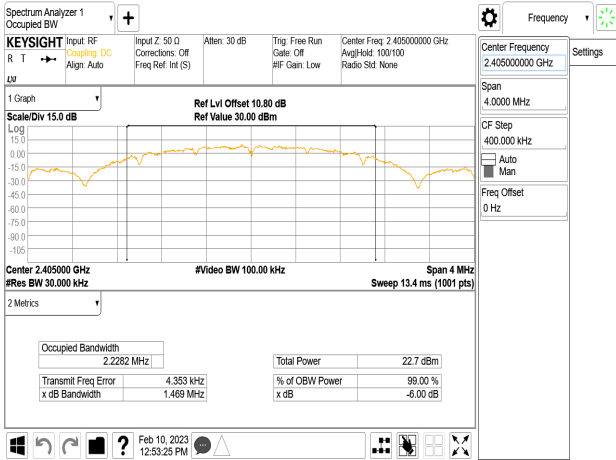 Spectrum Analyzer 1
Occupied BW
Frequency
KEYSIGHT
R T
LXI
Input: RF
Coupling: DC
Align: Auto
Input Z: 50 Ω
Corrections: Off
Freq Ref: Int (S)
Atten: 30 dB
Trig: Free Run
Gate: Off
#IF Gain: Low
Center Freq: 2.405000000 GHz
Avg|Hold: 100/100
Radio Std: None
Center Frequency
2.405000000 GHz
Settings
Span
4.0000 MHz
CF Step
400.000 kHz
Auto
Man
Freq Offset
0 Hz
1 Graph
Scale/Div 15.0 dB
Ref Lvl Offset 10.80 dB
Ref Value 30.00 dBm
Log
15.0
0.00
-15.0
-30.0
-45.0
-60.0
-75.0
-90.0
-105
Center 2.405000 GHz
#Res BW 30.000 kHz
#Video BW 100.00 kHz
Span 4 MHz
Sweep 13.4 ms (1001 pts)
2 Metrics
Occupied Bandwidth
2.2282 MHz
Total Power 22.7 dBm
Transmit Freq Error 4.353 kHz
% of OBW Power 99.00 %
x dB Bandwidth 1.469 MHz
x dB -6.00 dB
?
Feb 10, 2023
12:53:25 PM